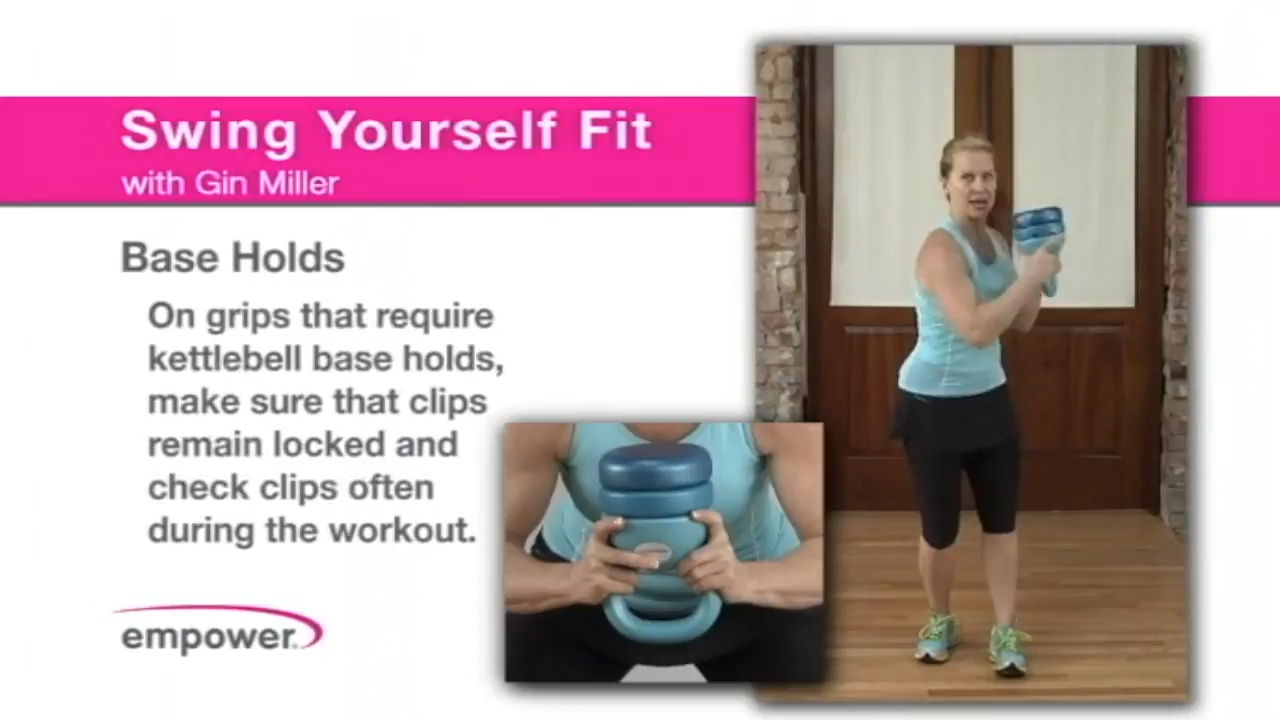 Swing Yourself Fit
with Gin Miller
Base Holds
On grips that require
kettlebell base holds,
make sure that clips
remain locked and
check clips often
during the workout.
empower